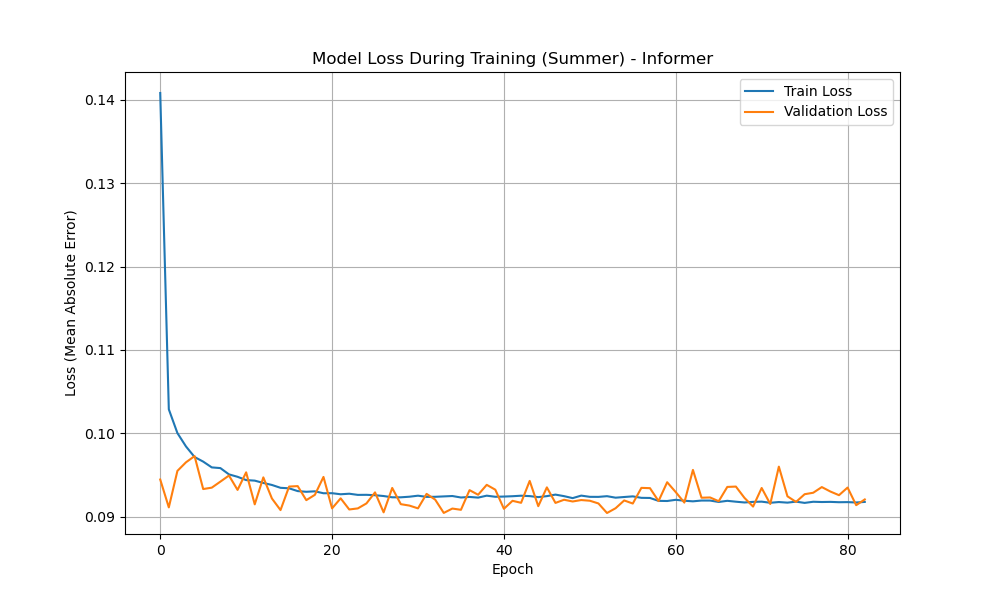 Model Loss During Training (Summer) - Informer
Train Loss
Validation Loss
Loss (Mean Absolute Error)
0.14
0.13
0.12
0.11
0.10
0.09
0
20
40
60
80
Epoch